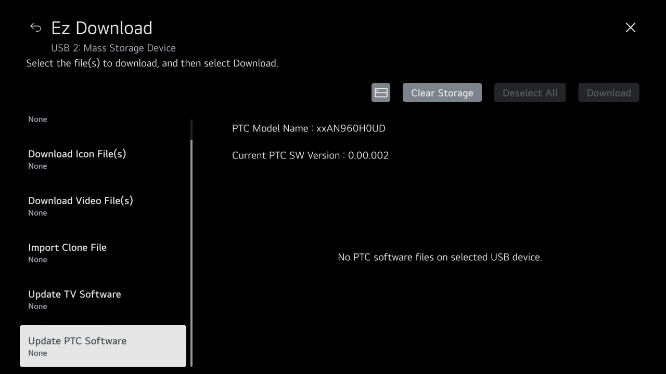 Ez Download
USB 2: Mass Storage Device
Select the file(s) to download, and then select Download.
Clear Storage
Deselect All
Download
None
Download Icon File(s)
None
Download Video File(s)
None
Import Clone File
None
Update TV Software
None
Update PTC Software
None
PTC Model Name : xxAN960H0UD
Current PTC SW Version : 0.00.002
No PTC software files on selected USB device.